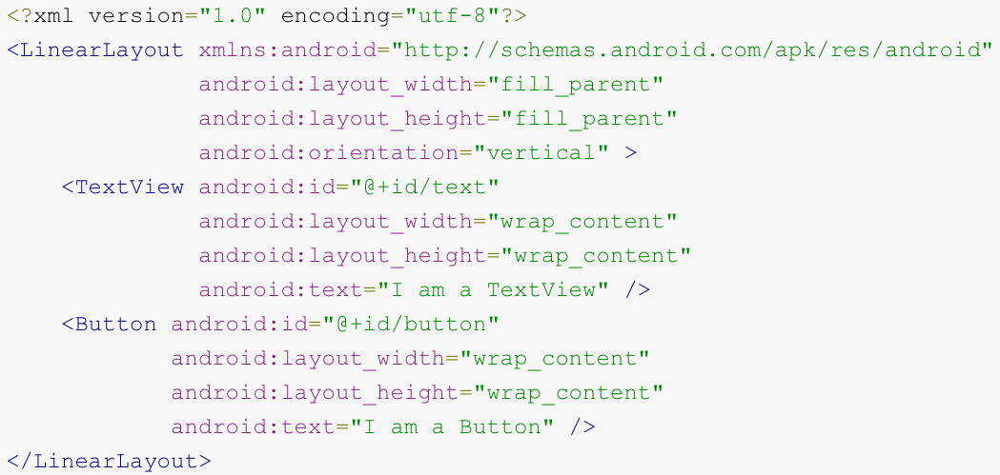 <?xml version="1.0" encoding="utf-8"?>
<LinearLayout xmlns:android="http://schemas.android.com/apk/res/android"
              android:layout_width="fill_parent"
              android:layout_height="fill_parent"
              android:orientation="vertical" >
    <TextView android:id="@+id/text"
              android:layout_width="wrap_content"
              android:layout_height="wrap_content"
              android:text="I am a TextView" />
    <Button android:id="@+id/button"
            android:layout_width="wrap_content"
            android:layout_height="wrap_content"
            android:text="I am a Button" />
</LinearLayout>